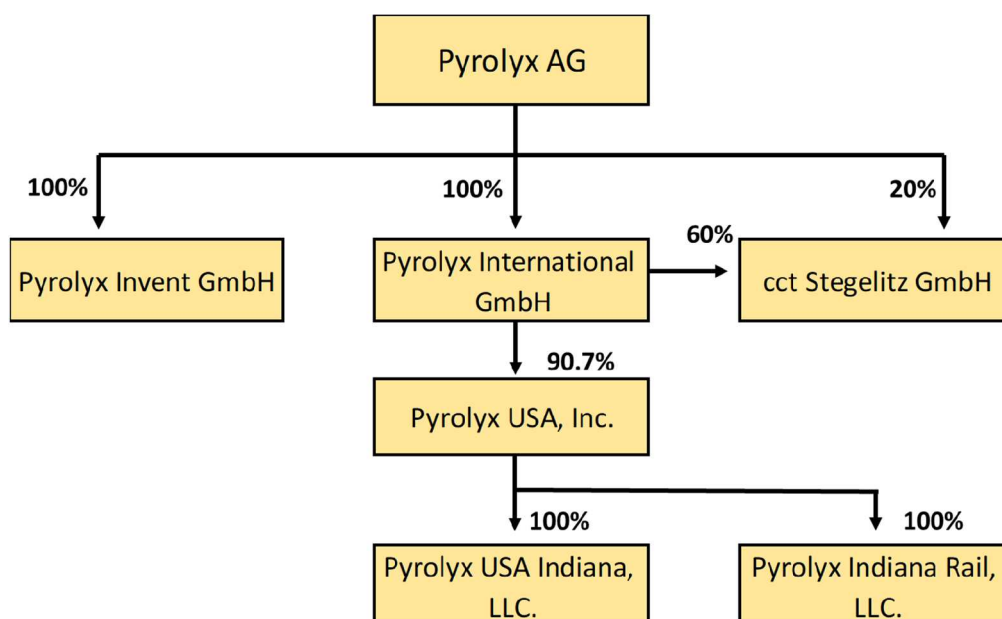 Pyrolyx AG
100%
100%
20%
Pyrolyx Invent GmbH
Pyrolyx International
GmbH
60%
cct Stegelitz GmbH
90.7%
Pyrolyx USA, Inc.
100%
100%
Pyrolyx USA Indiana,
LLC.
Pyrolyx Indiana Rail,
LLC.